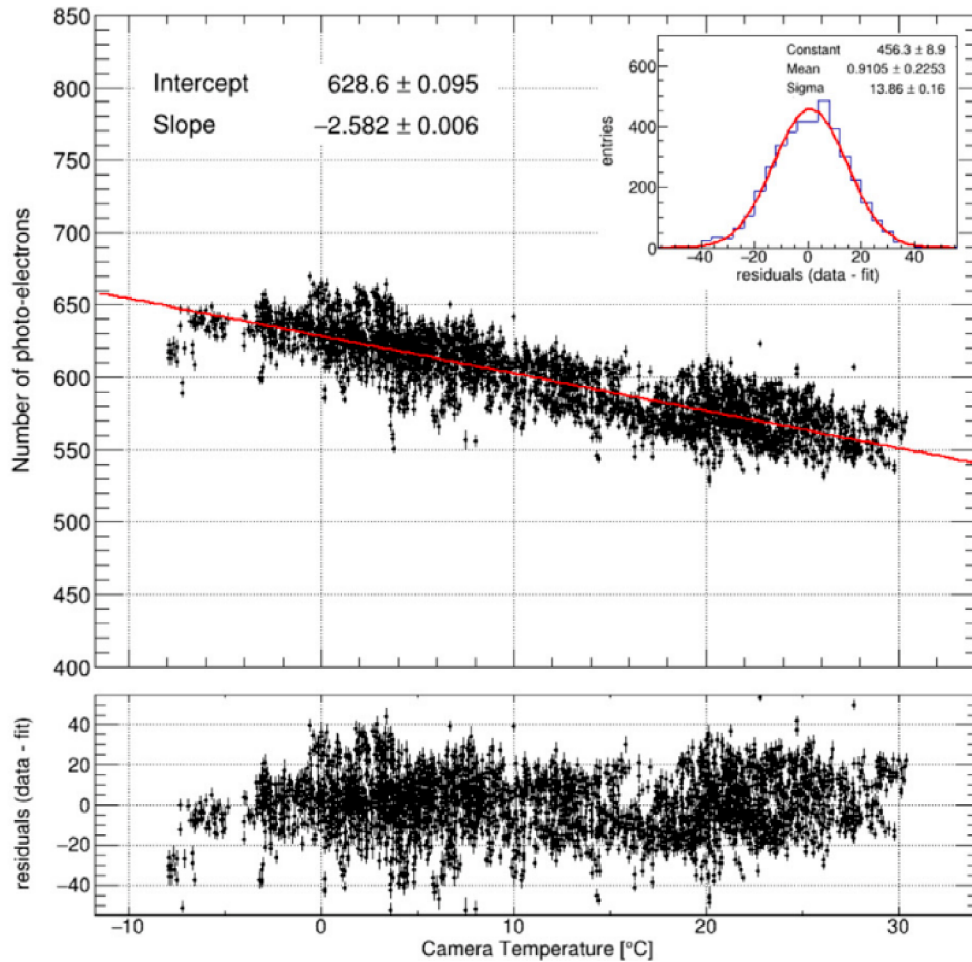 850
800
750
700
650
600
550
500
450
400
Number of photo-electrons
Intercept 628.6 ± 0.095
Slope −2.582 ± 0.006
Constant 456.3 ± 8.9
Mean 0.9105 ± 0.2253
Sigma 13.86 ± 0.16
600
400
200
0
entries
−40 −20 0 20 40
residuals (data - fit)
40
20
0
−20
−40
residuals (data - fit)
−10 0 10 20 30
Camera Temperature [°C]